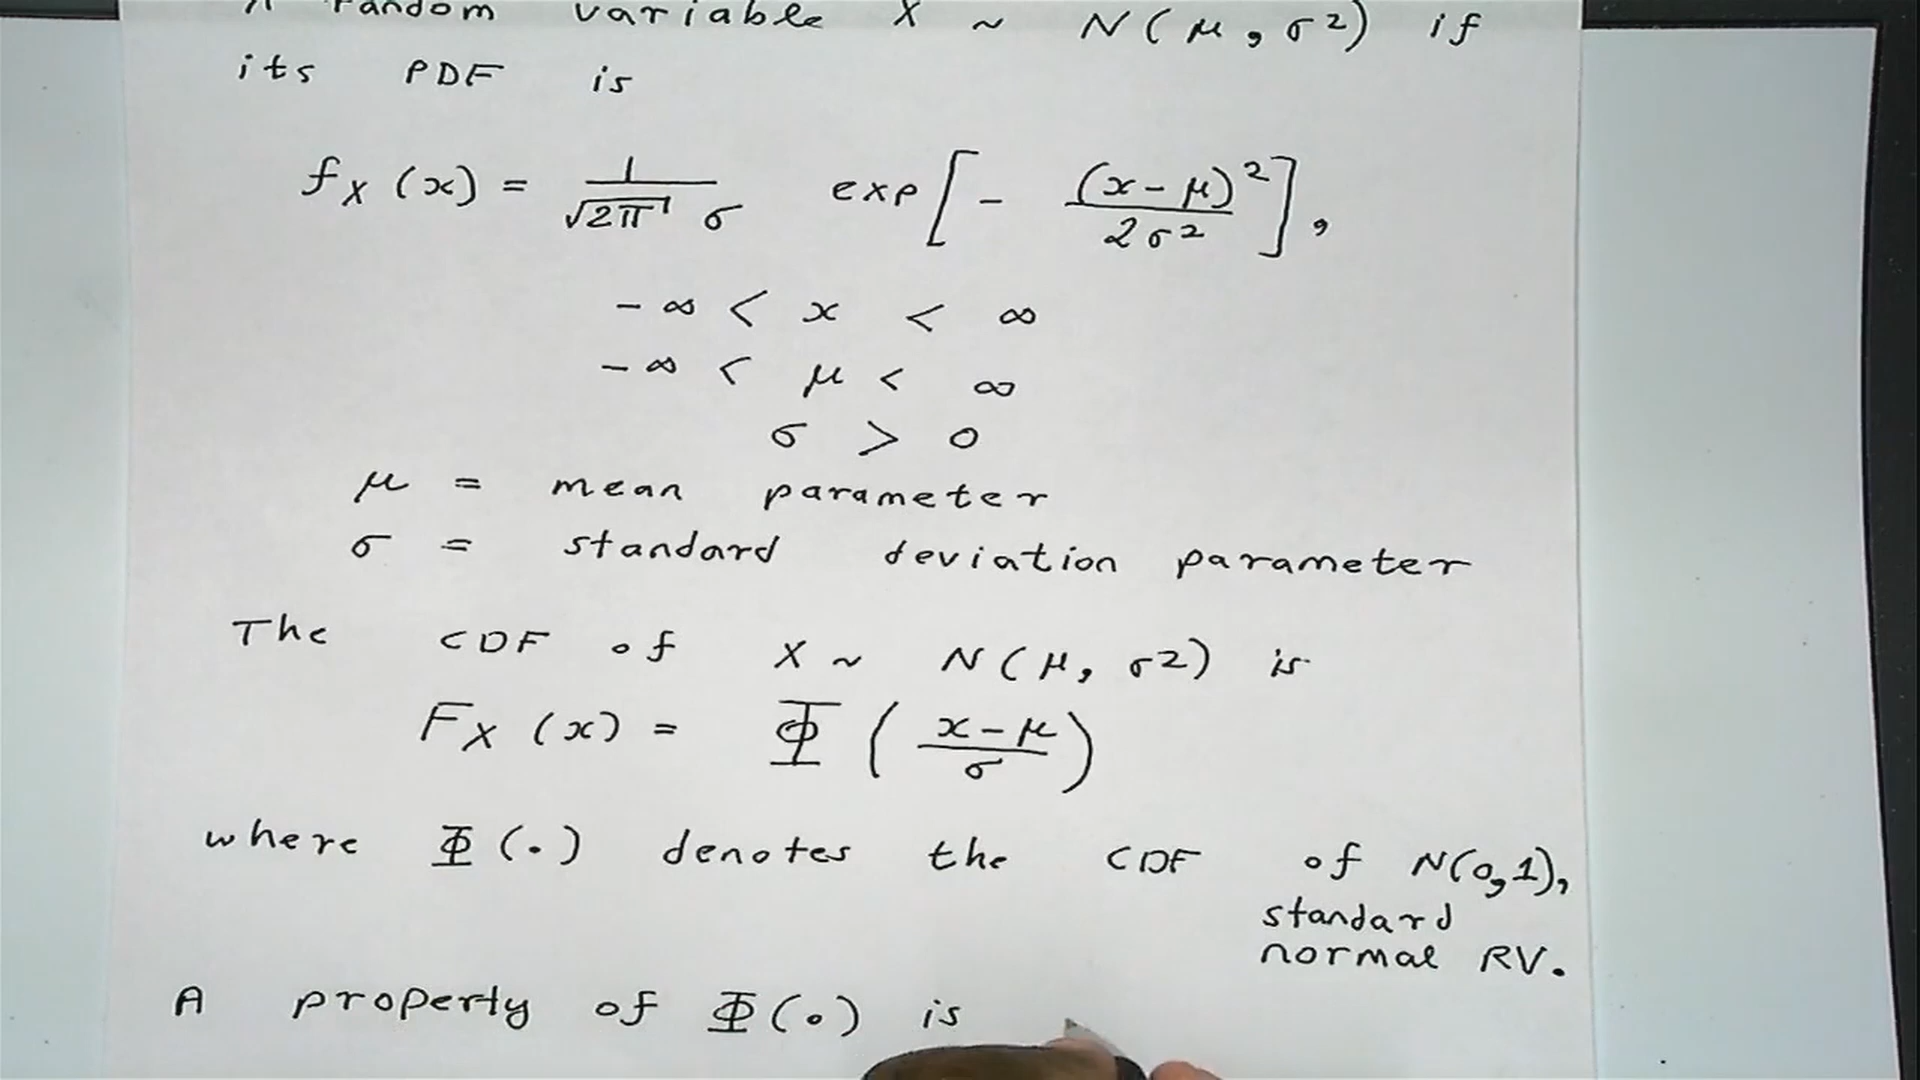 A random variable X ~ N(μ, σ²) if
its PDF is
f_X (x) = 1/(√2π σ) exp[- (x-μ)²/(2σ²)],
-∞ < x < ∞
-∞ < μ < ∞
σ > 0
μ = mean parameter
σ = standard deviation parameter
The CDF of X ~ N(μ, σ²) is
F_X (x) = Φ((x-μ)/σ)
where Φ(·) denotes the CDF of N(0,1),
standard
normal RV.
A property of Φ(·) is